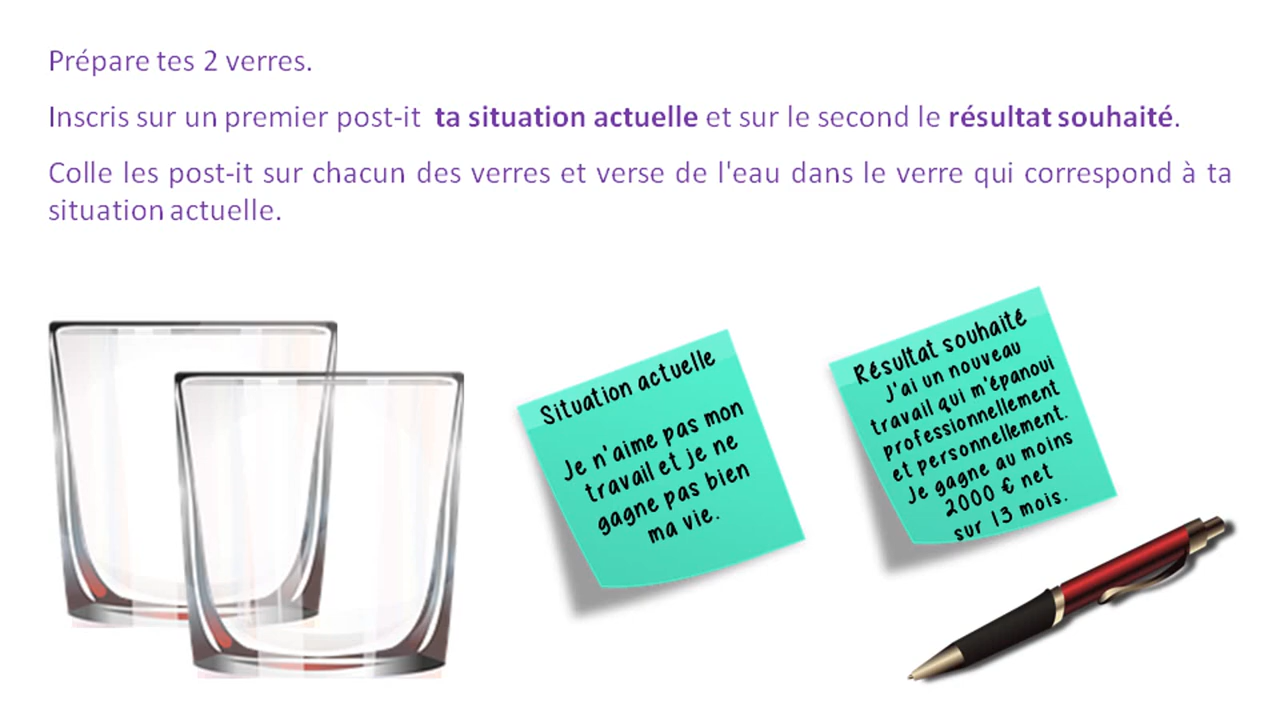 Prépare tes 2 verres.
Inscris sur un premier post-it ta situation actuelle et sur le second le résultat souhaité.
Colle les post-it sur chacun des verres et verse de l'eau dans le verre qui correspond à ta
situation actuelle.
Situation actuelle
Je n'aime pas mon
travail et je ne
gagne pas bien
ma vie.
Résultat souhaité
J'ai un nouveau
travail qui m'épanoui
professionnellement
et personnellement.
Je gagne au moins
2000 € net
sur 13 mois.